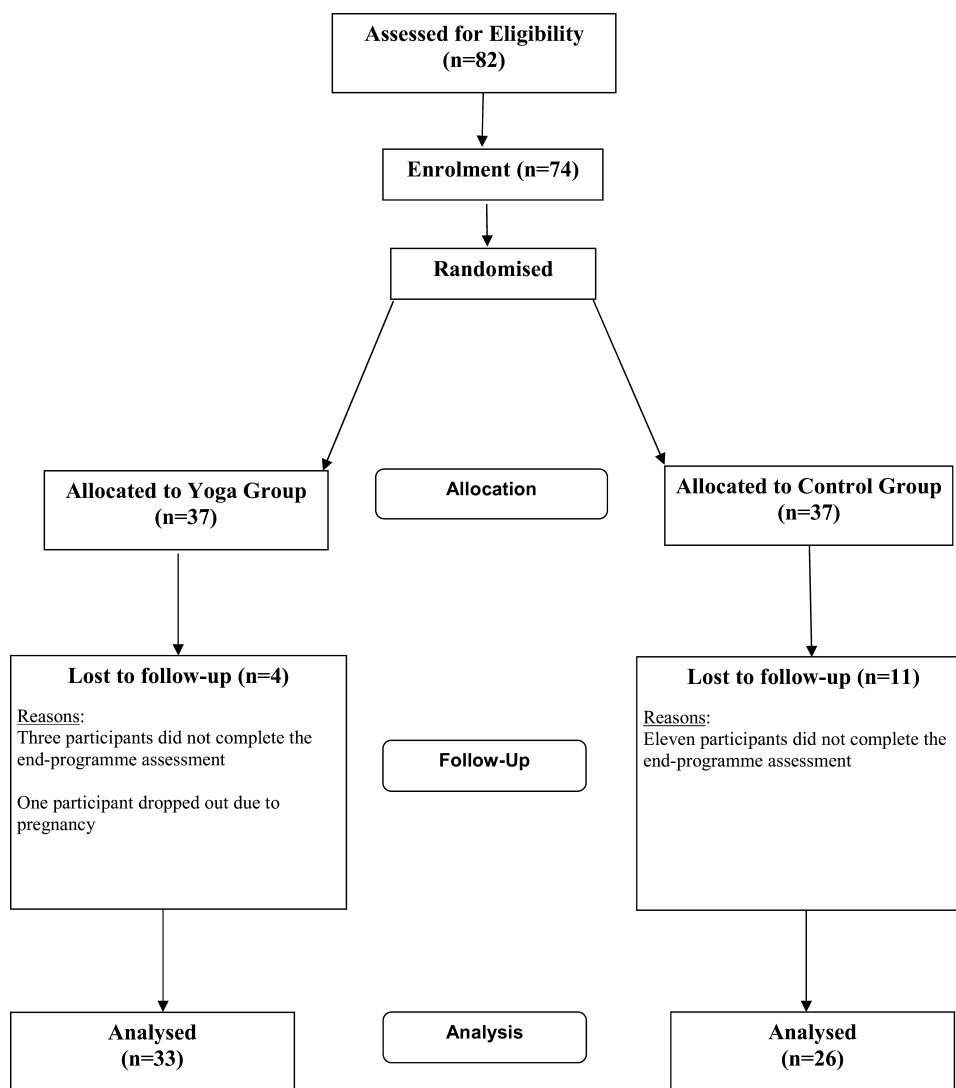 Assessed for Eligibility
(n=82)
Enrolment (n=74)
Randomised
Allocated to Yoga Group
(n=37)
Allocation
Allocated to Control Group
(n=37)
Lost to follow-up (n=4)
Reasons:
Three participants did not complete the
end-programme assessment
One participant dropped out due to
pregnancy
Follow-Up
Lost to follow-up (n=11)
Reasons:
Eleven participants did not complete the
end-programme assessment
Analysed
(n=33)
Analysis
Analysed
(n=26)